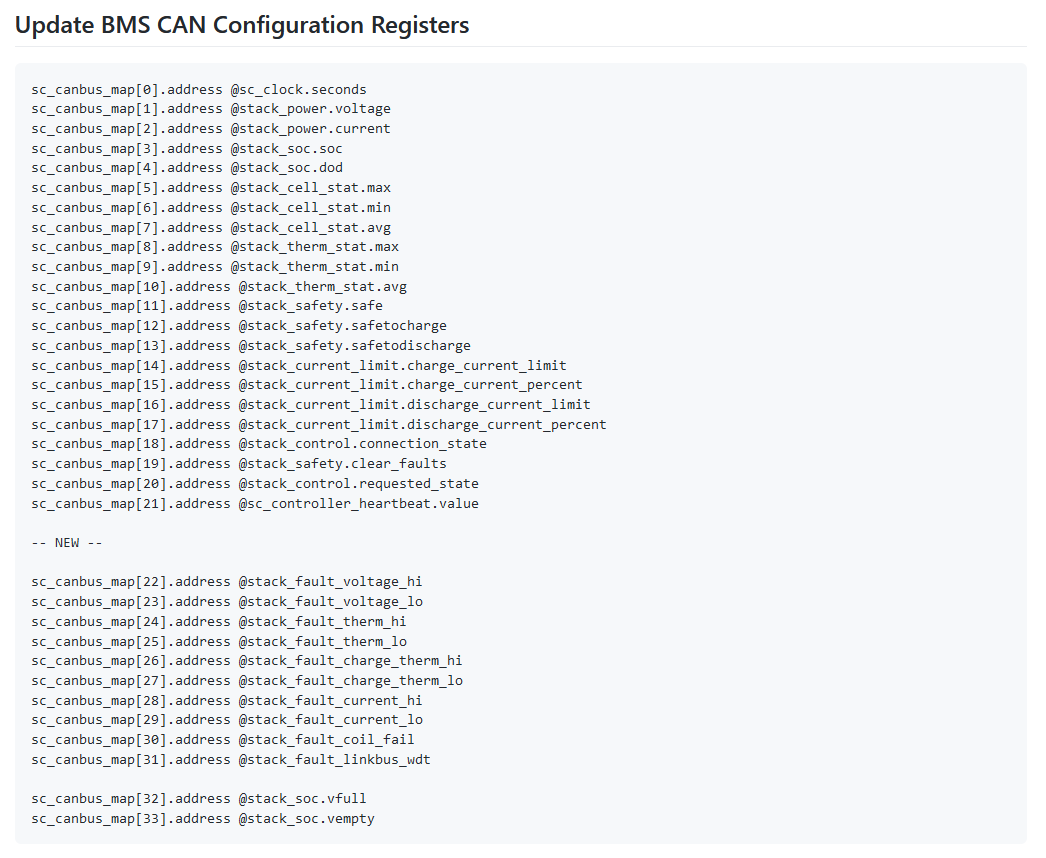 Update BMS CAN Configuration Registers
sc_canbus_map[0].address @sc_clock.seconds
sc_canbus_map[1].address @stack_power.voltage
sc_canbus_map[2].address @stack_power.current
sc_canbus_map[3].address @stack_soc.soc
sc_canbus_map[4].address @stack_soc.dod
sc_canbus_map[5].address @stack_cell_stat.max
sc_canbus_map[6].address @stack_cell_stat.min
sc_canbus_map[7].address @stack_cell_stat.avg
sc_canbus_map[8].address @stack_therm_stat.max
sc_canbus_map[9].address @stack_therm_stat.min
sc_canbus_map[10].address @stack_therm_stat.avg
sc_canbus_map[11].address @stack_safety.safe
sc_canbus_map[12].address @stack_safety.safetocharge
sc_canbus_map[13].address @stack_safety.safetodischarge
sc_canbus_map[14].address @stack_current_limit.charge_current_limit
sc_canbus_map[15].address @stack_current_limit.charge_current_percent
sc_canbus_map[16].address @stack_current_limit.discharge_current_limit
sc_canbus_map[17].address @stack_current_limit.discharge_current_percent
sc_canbus_map[18].address @stack_control.connection_state
sc_canbus_map[19].address @stack_safety.clear_faults
sc_canbus_map[20].address @stack_control.requested_state
sc_canbus_map[21].address @sc_controller_heartbeat.value
-- NEW --
sc_canbus_map[22].address @stack_fault_voltage_hi
sc_canbus_map[23].address @stack_fault_voltage_lo
sc_canbus_map[24].address @stack_fault_therm_hi
sc_canbus_map[25].address @stack_fault_therm_lo
sc_canbus_map[26].address @stack_fault_charge_therm_hi
sc_canbus_map[27].address @stack_fault_charge_therm_lo
sc_canbus_map[28].address @stack_fault_current_hi
sc_canbus_map[29].address @stack_fault_current_lo
sc_canbus_map[30].address @stack_fault_coil_fail
sc_canbus_map[31].address @stack_fault_linkbus_wdt
sc_canbus_map[32].address @stack_soc.vfull
sc_canbus_map[33].address @stack_soc.vempty